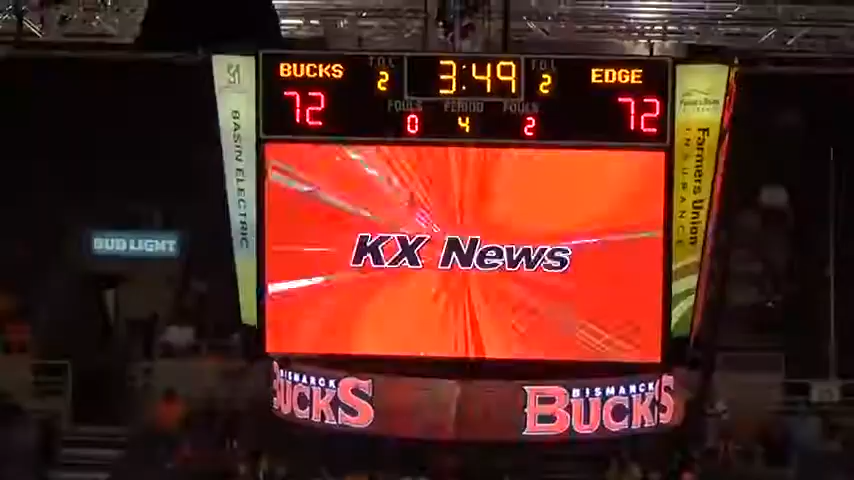 BUCKS T.O.L 3:49 T.O.L EDGE
2 2
72 FOULS PERIOD FOULS 72
0 4 2
BASIN ELECTRIC
Farmers Union
INSURANCE
BUD LIGHT
KX News
BISMARCK BUCKS
BISMARCK BUCKS